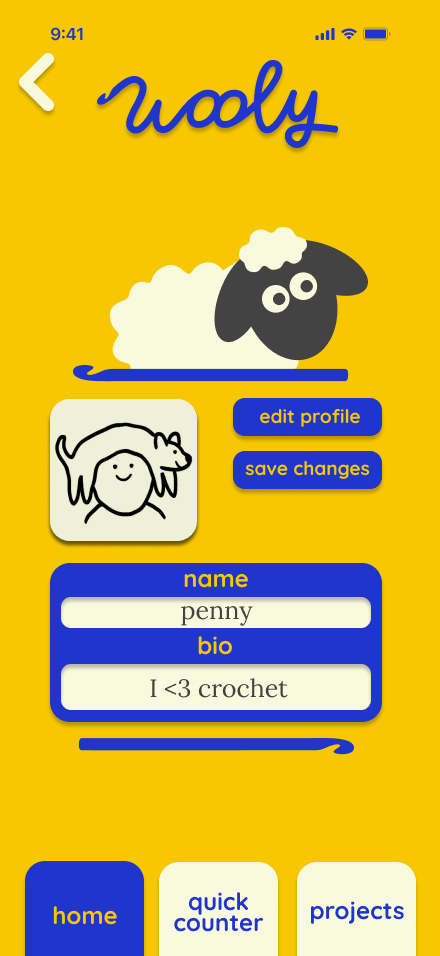 9:41
wooly
edit profile
save changes
name
penny
bio
I <3 crochet
home
quick
counter
projects